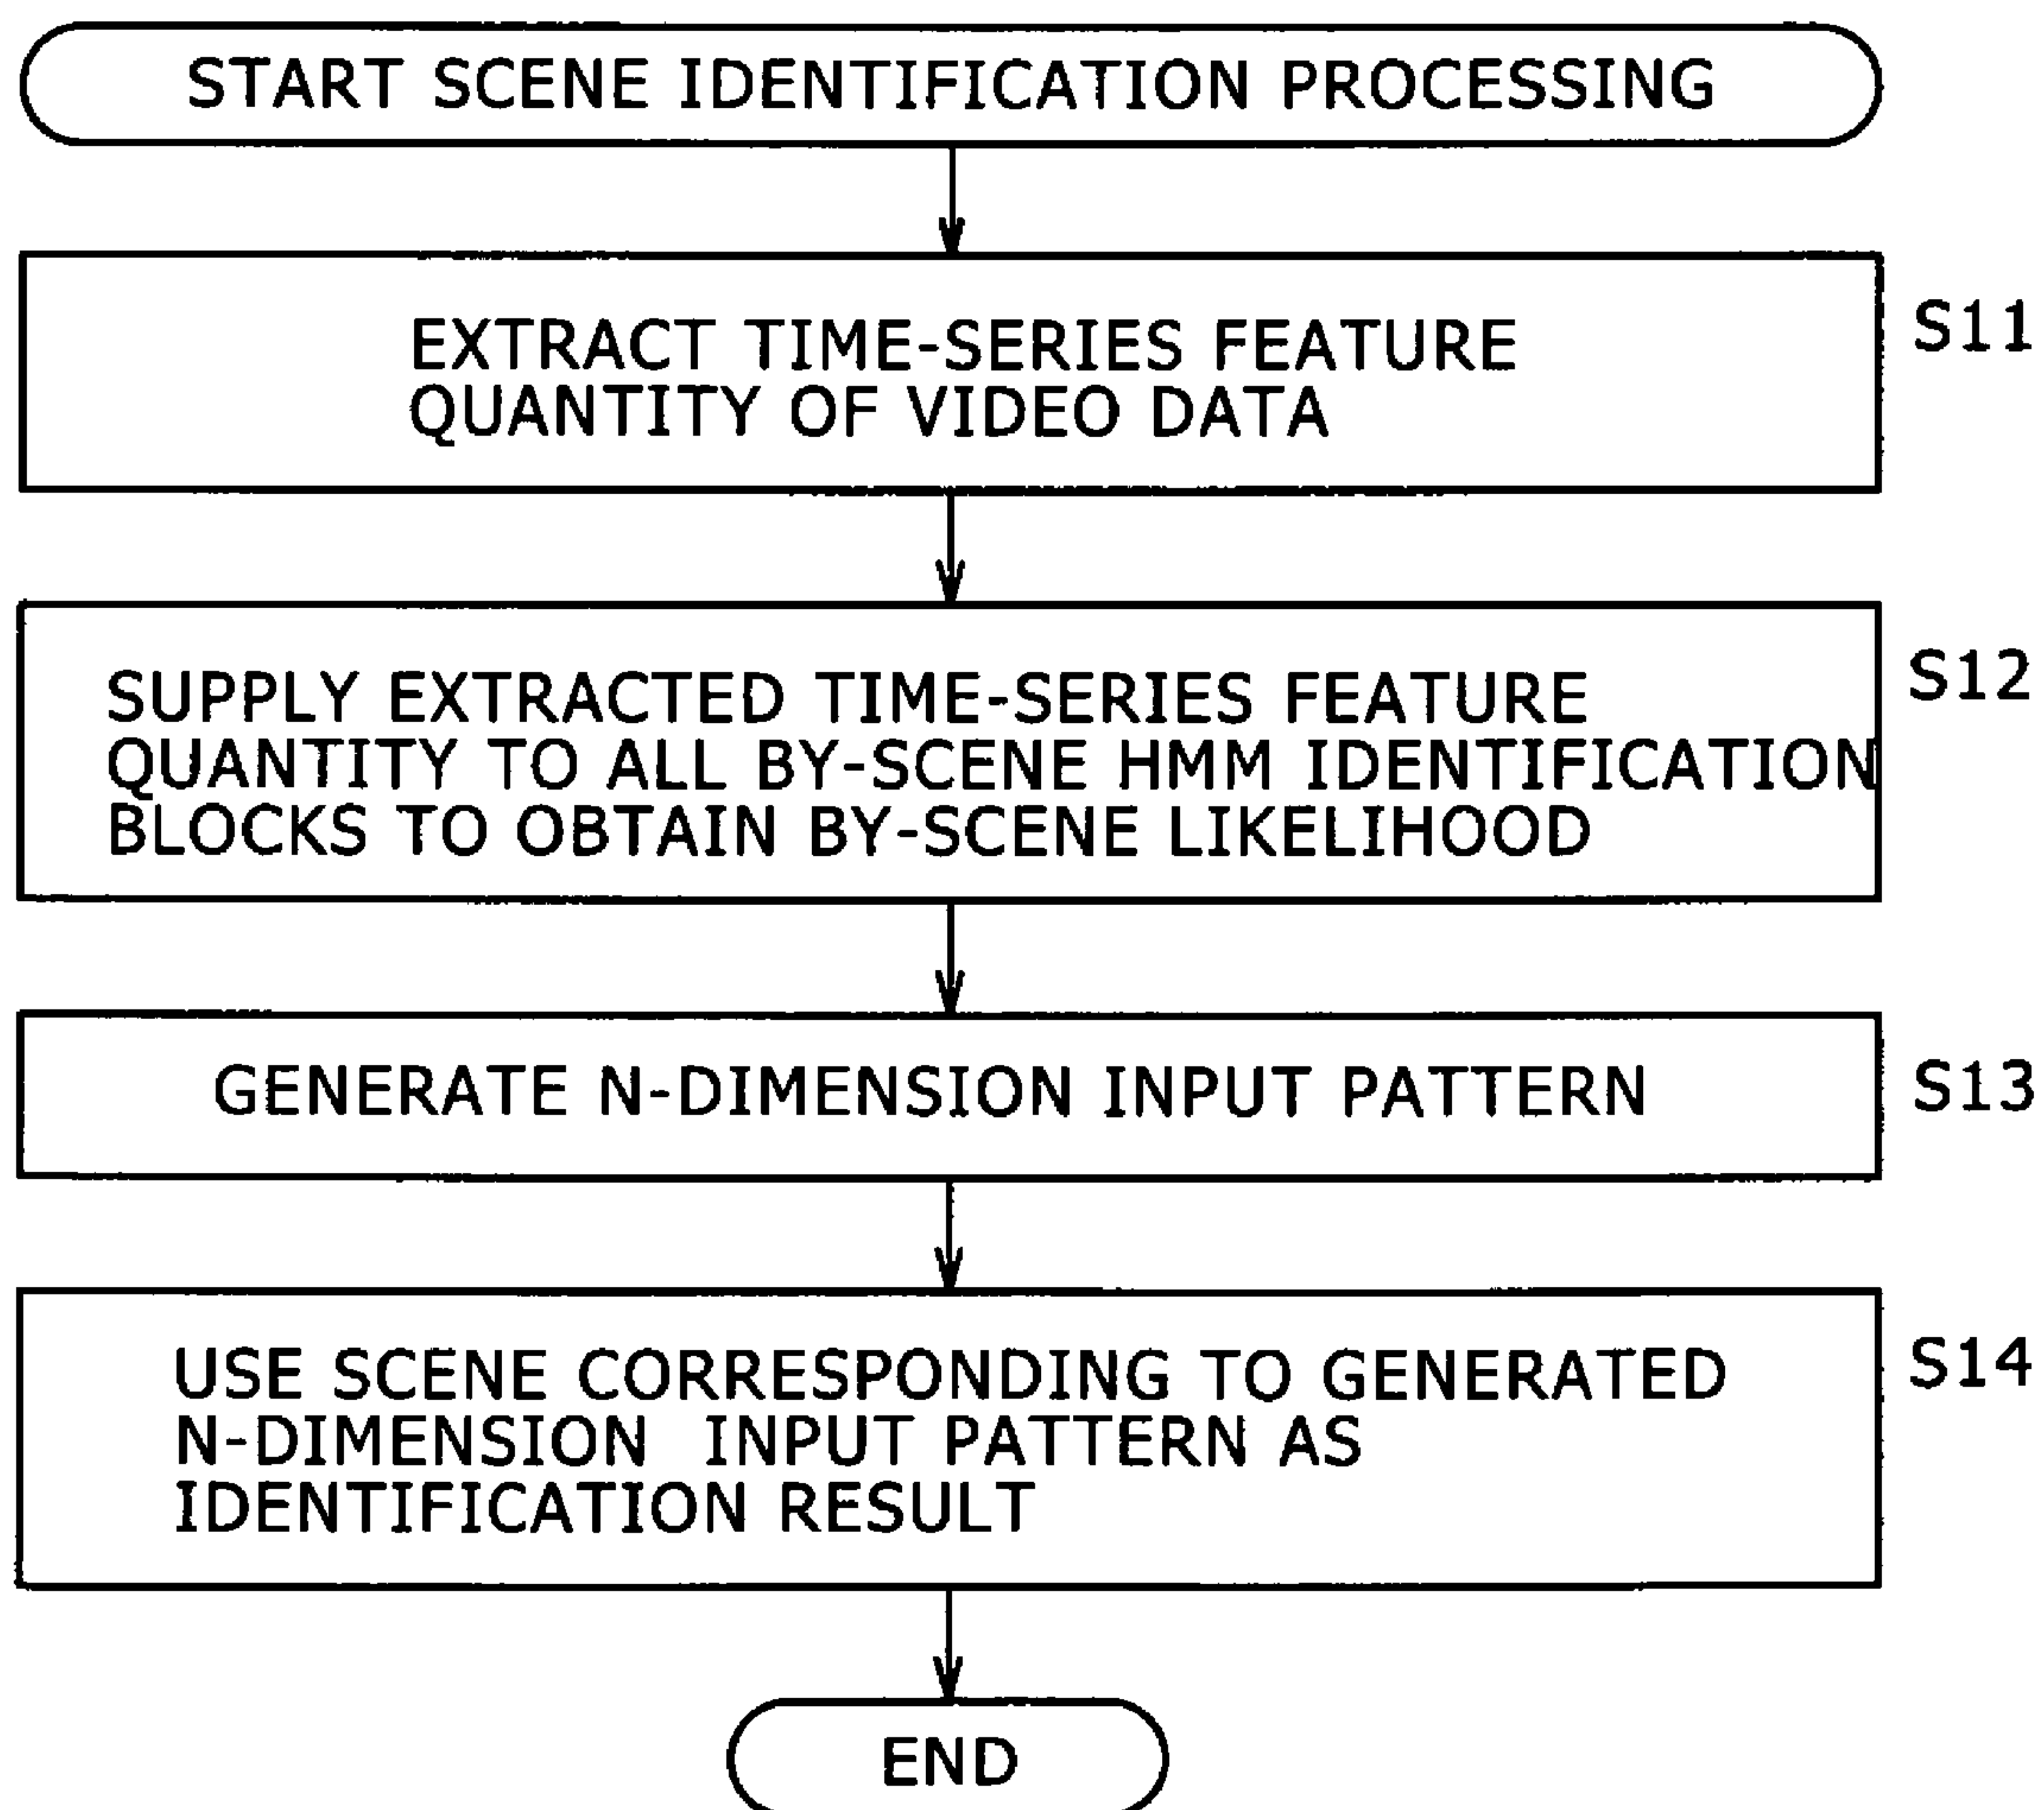 START SCENE IDENTIFICATION PROCESSING
EXTRACT TIME-SERIES FEATURE
QUANTITY OF VIDEO DATA
S11
SUPPLY EXTRACTED TIME-SERIES FEATURE
QUANTITY TO ALL BY-SCENE HMM IDENTIFICATION
BLOCKS TO OBTAIN BY-SCENE LIKELIHOOD
S12
GENERATE N-DIMENSION INPUT PATTERN
S13
USE SCENE CORRESPONDING TO GENERATED
N-DIMENSION INPUT PATTERN AS
IDENTIFICATION RESULT
S14
END